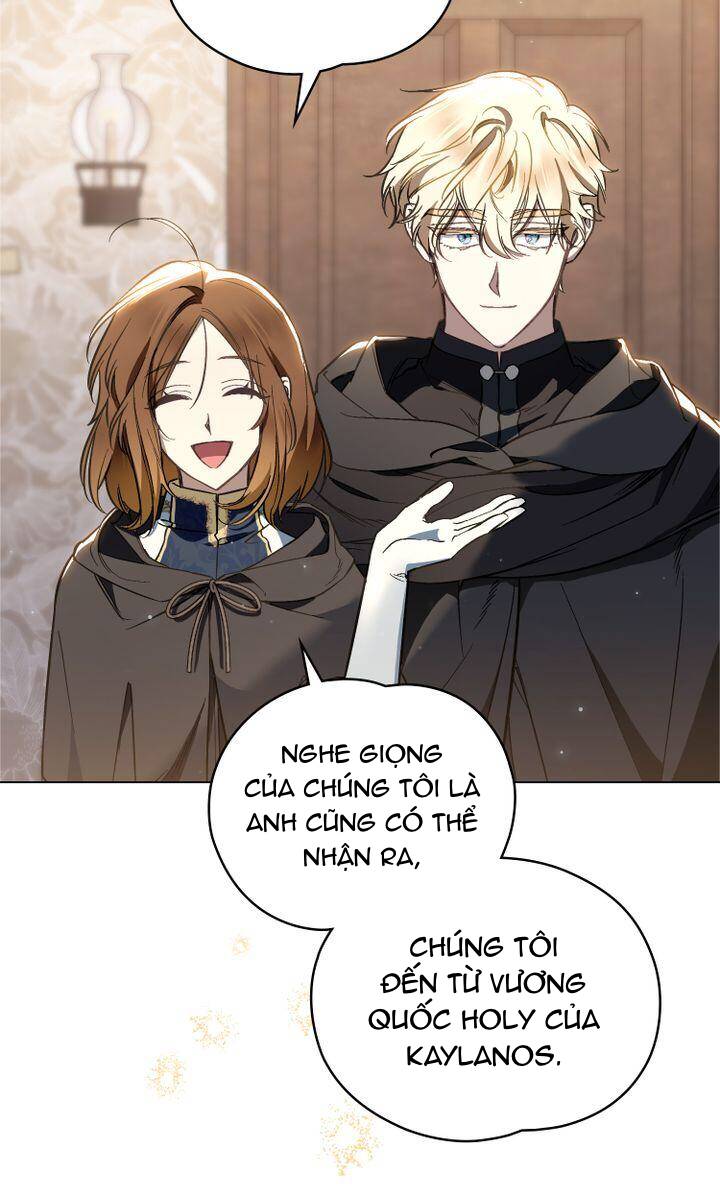 NGHE GIỌNG
CỦA CHÚNG TÔI LÀ
ANH CŨNG CÓ THỂ
NHẬN RA,
CHÚNG TÔI
ĐẾN TỪ VƯƠNG
QUỐC HOLY CỦA
KAYLANOS.